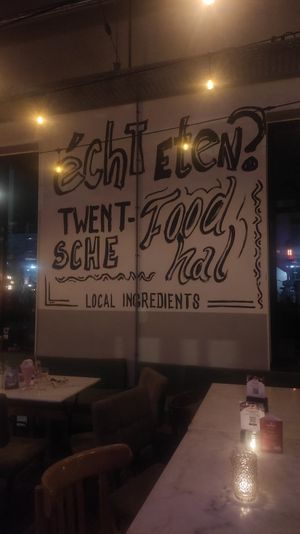 écht eten?
TWENT- Food
SCHE hal
LOCAL INGREDIENTS